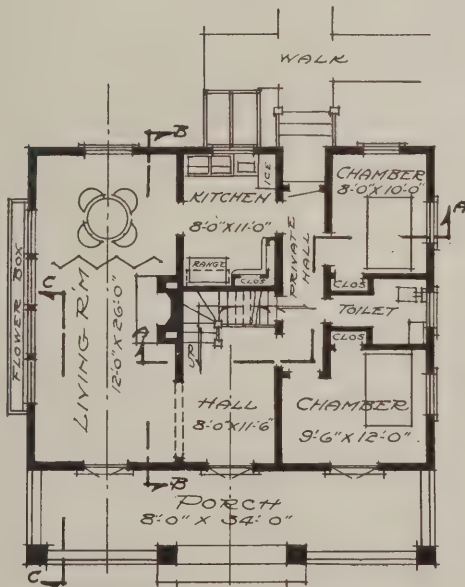 WALK
B
ICE
KITCHEN
8'-0"X11'-0"
CHAMBER
8'-0"X10'-0"
A
PRIVATE
HALL
RANGE
CLOS
CLOS
TOILET
CLOS
FLOWER BOX
C
LIVING R'M
12'-0"X26'-0"
A
UP
HALL
8'-0"X11'-6"
CHAMBER
9'-6"X12'-0"
B
PORCH
8'-0" X 34'-0"
C